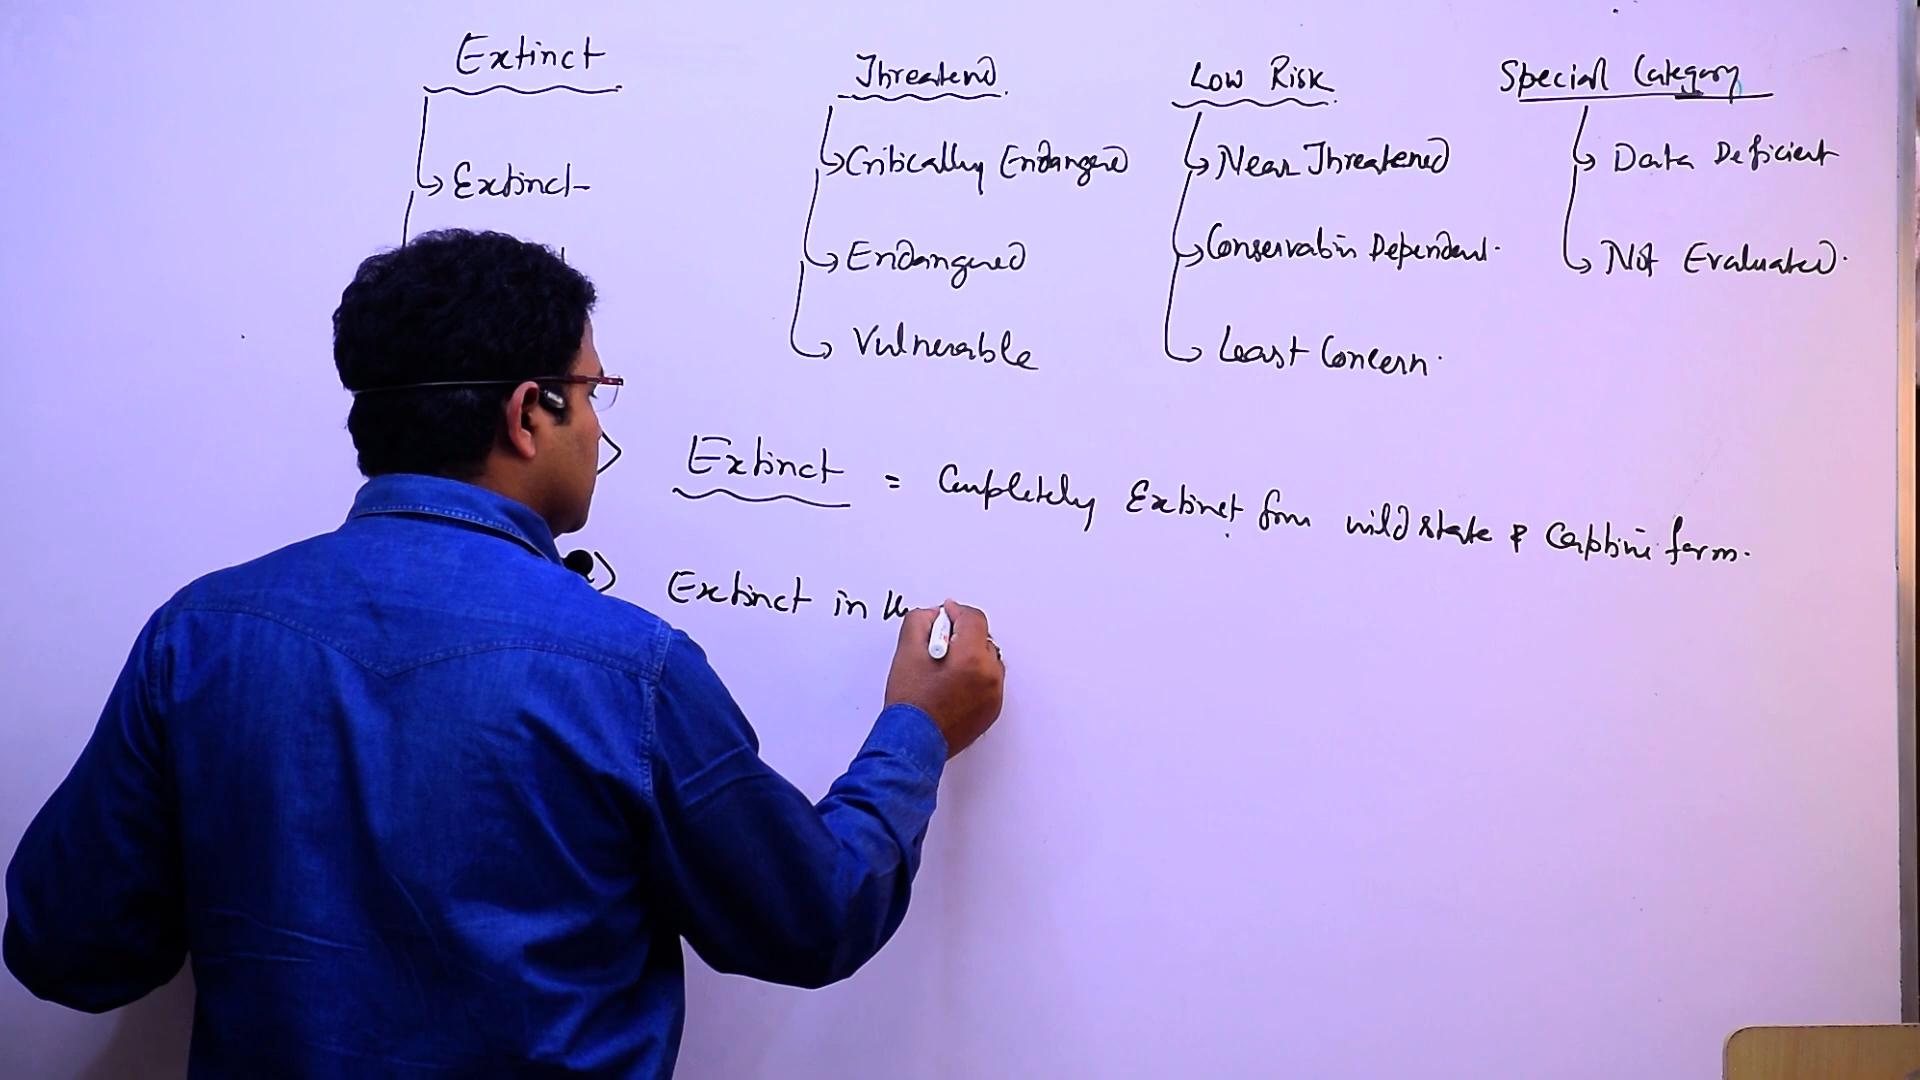 Extinct
Extinct
Threatend
Critically Endangered
Endangered
Vulnerable
Low Risk
Near Threatened
Conservation Dependent.
Least Concern.
Special Category
Data Deficient
Not Evaluated.
Extinct = Completely Extinct from wild state & Captive form.
Extinct in